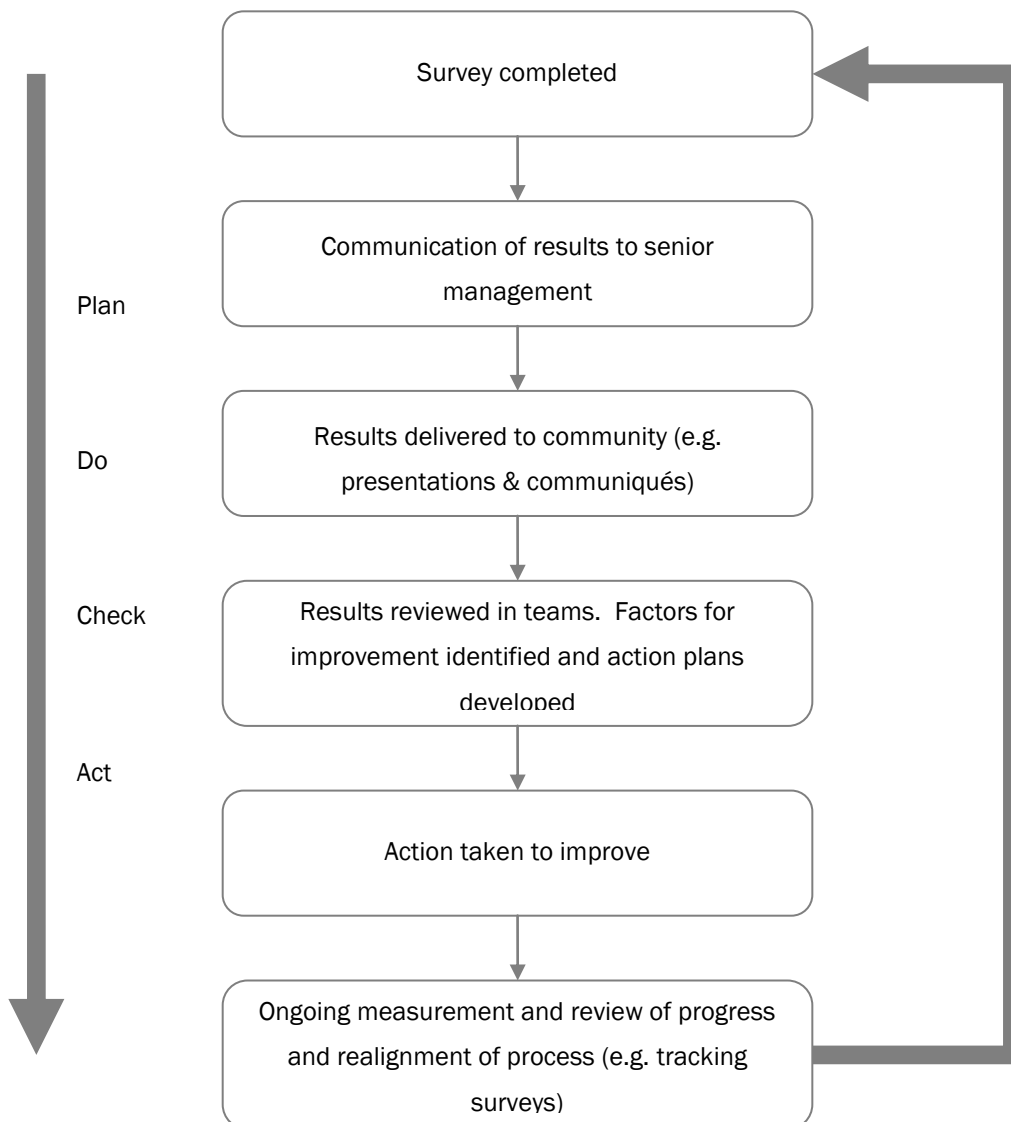 Survey completed
Communication of results to senior
management
Plan
Results delivered to community (e.g.
presentations & communiqués)
Do
Results reviewed in teams.  Factors for
improvement identified and action plans
developed
Check
Act
Action taken to improve
Ongoing measurement and review of progress
and realignment of process (e.g. tracking
surveys)